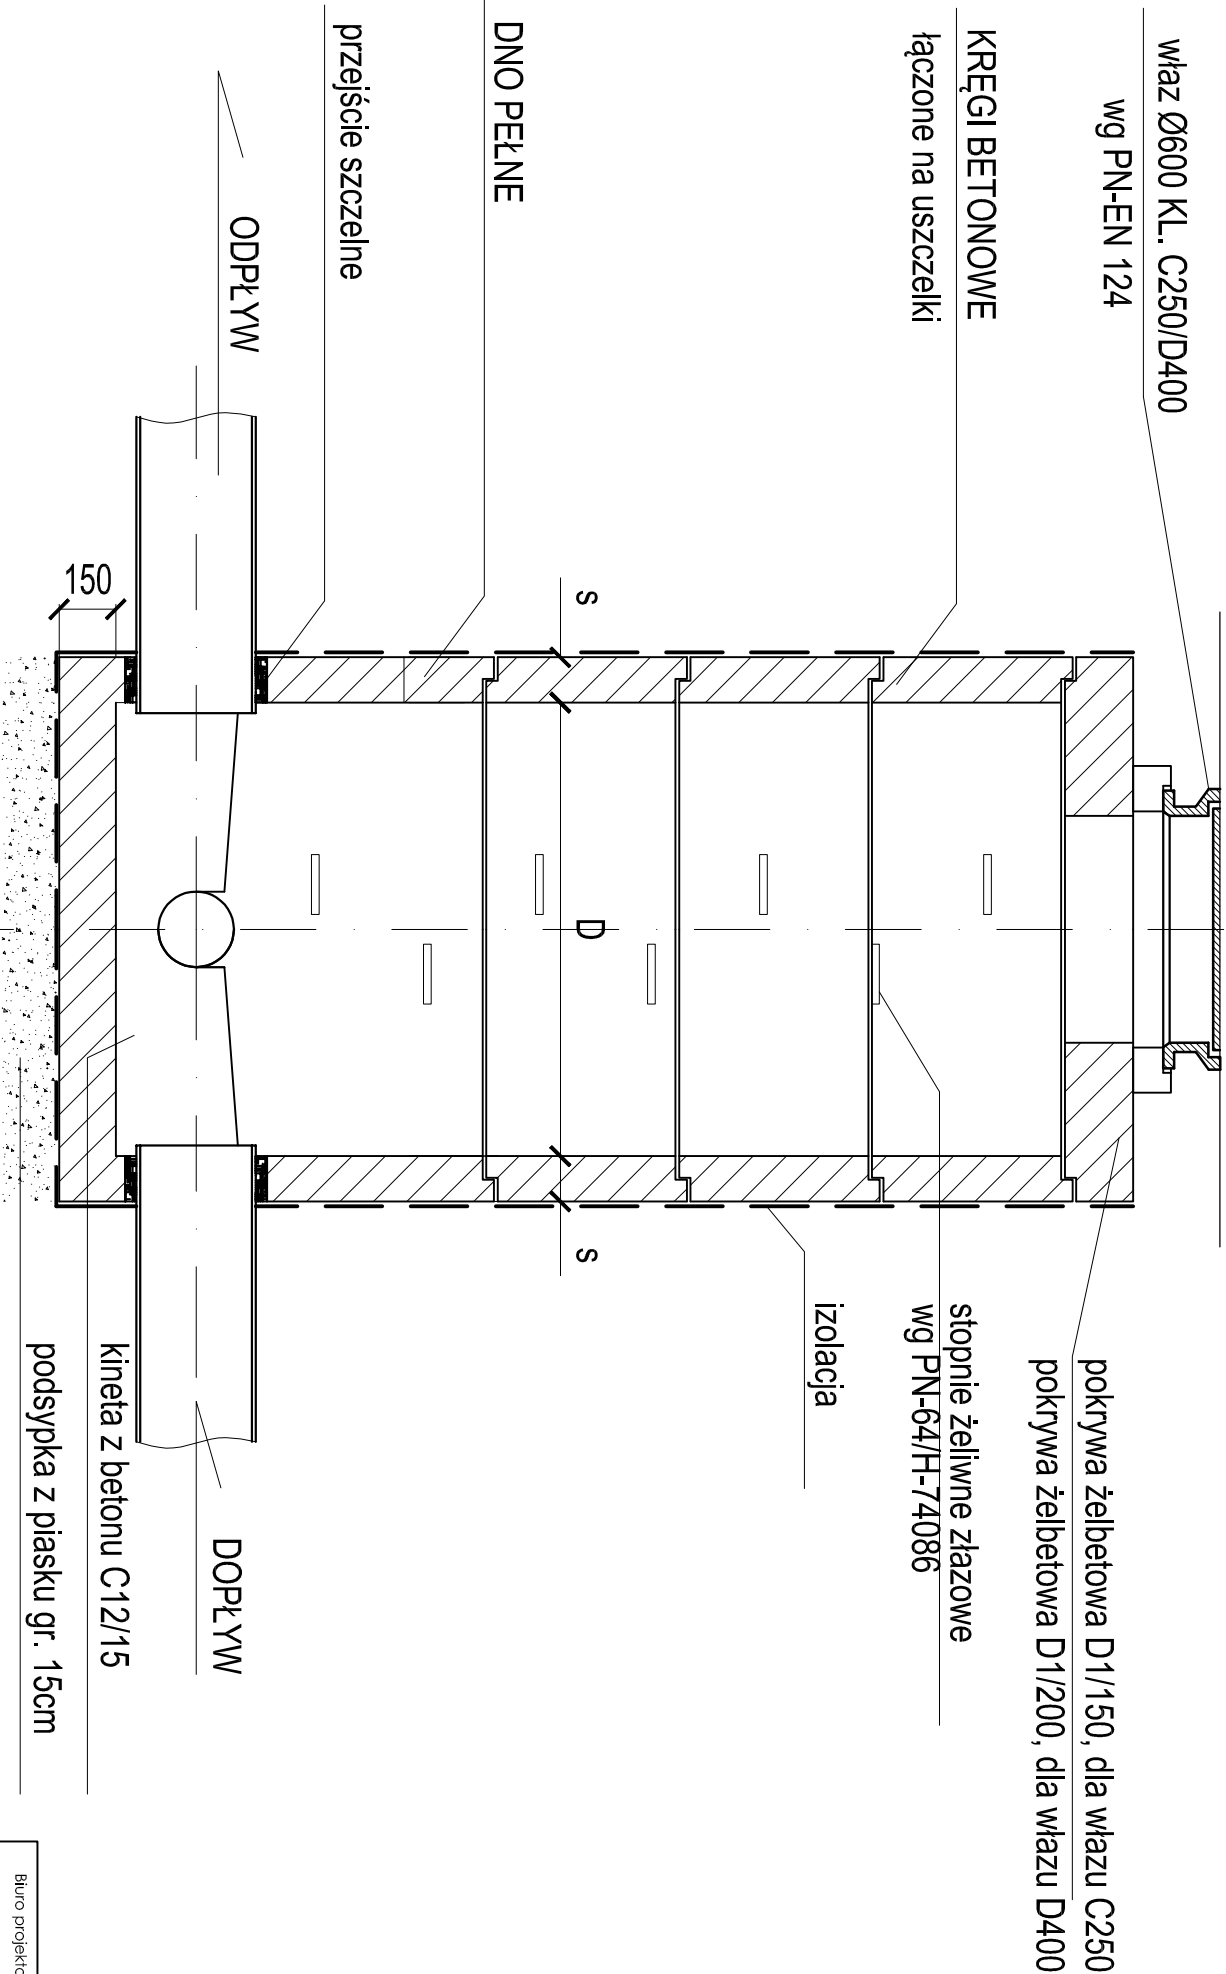 właz Ø600 KL. C250/D400
wg PN-EN 124
KRĘGI BETONOWE
łączone na uszczelki
DNO PEŁNE
przejście szczelne
ODPŁYW
150
s
D
s
pokrywa żelbetowa D1/150, dla włazu C250
pokrywa żelbetowa D1/200, dla włazu D400
stopnie żeliwne złazowe
wg PN-64/H-74086
izolacja
DOPŁYW
kineta z betonu C12/15
podsypka z piasku gr. 15cm
Biuro